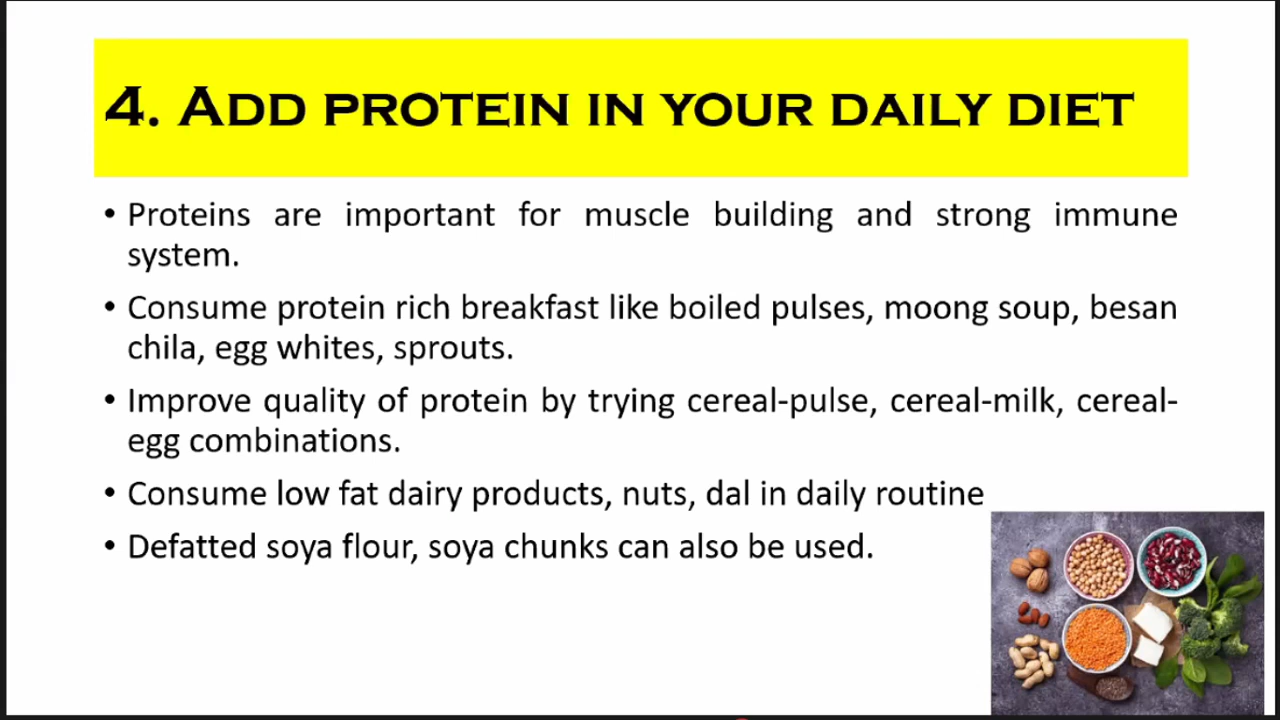 4. ADD PROTEIN IN YOUR DAILY DIET
• Proteins are important for muscle building and strong immune
system.
• Consume protein rich breakfast like boiled pulses, moong soup, besan
chila, egg whites, sprouts.
• Improve quality of protein by trying cereal-pulse, cereal-milk, cereal-
egg combinations.
• Consume low fat dairy products, nuts, dal in daily routine
• Defatted soya flour, soya chunks can also be used.